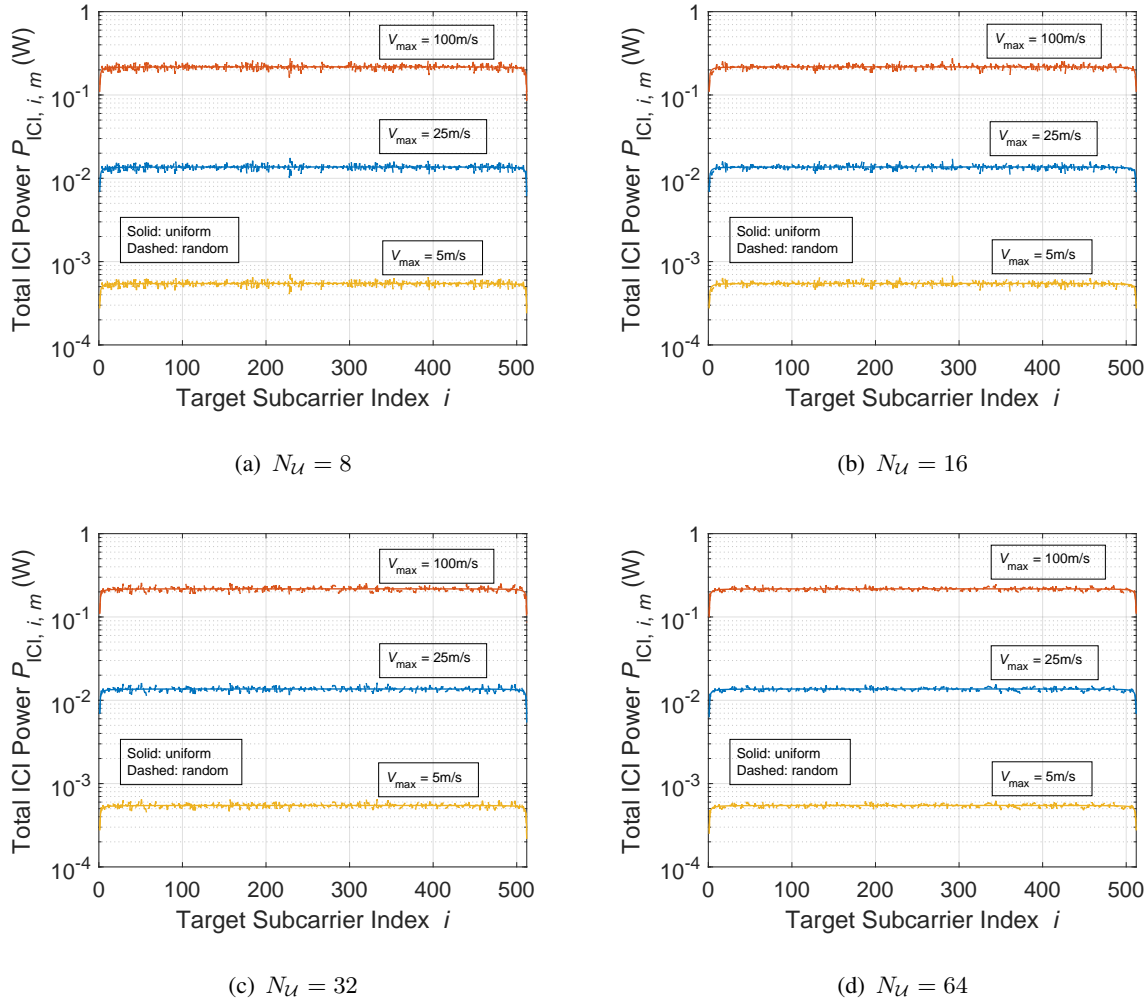 Total ICI Power P_ICI, i, m (W)
1
10^-1
10^-2
10^-3
10^-4
V_max = 100m/s
V_max = 25m/s
Solid: uniform
Dashed: random
V_max = 5m/s
0 100 200 300 400 500
Target Subcarrier Index i
(a) N_𝒰 = 8
Total ICI Power P_ICI, i, m (W)
1
10^-1
10^-2
10^-3
10^-4
V_max = 100m/s
V_max = 25m/s
Solid: uniform
Dashed: random
V_max = 5m/s
0 100 200 300 400 500
Target Subcarrier Index i
(b) N_𝒰 = 16
Total ICI Power P_ICI, i, m (W)
1
10^-1
10^-2
10^-3
10^-4
V_max = 100m/s
V_max = 25m/s
Solid: uniform
Dashed: random
V_max = 5m/s
0 100 200 300 400 500
Target Subcarrier Index i
(c) N_𝒰 = 32
Total ICI Power P_ICI, i, m (W)
1
10^-1
10^-2
10^-3
10^-4
V_max = 100m/s
V_max = 25m/s
Solid: uniform
Dashed: random
V_max = 5m/s
0 100 200 300 400 500
Target Subcarrier Index i
(d) N_𝒰 = 64